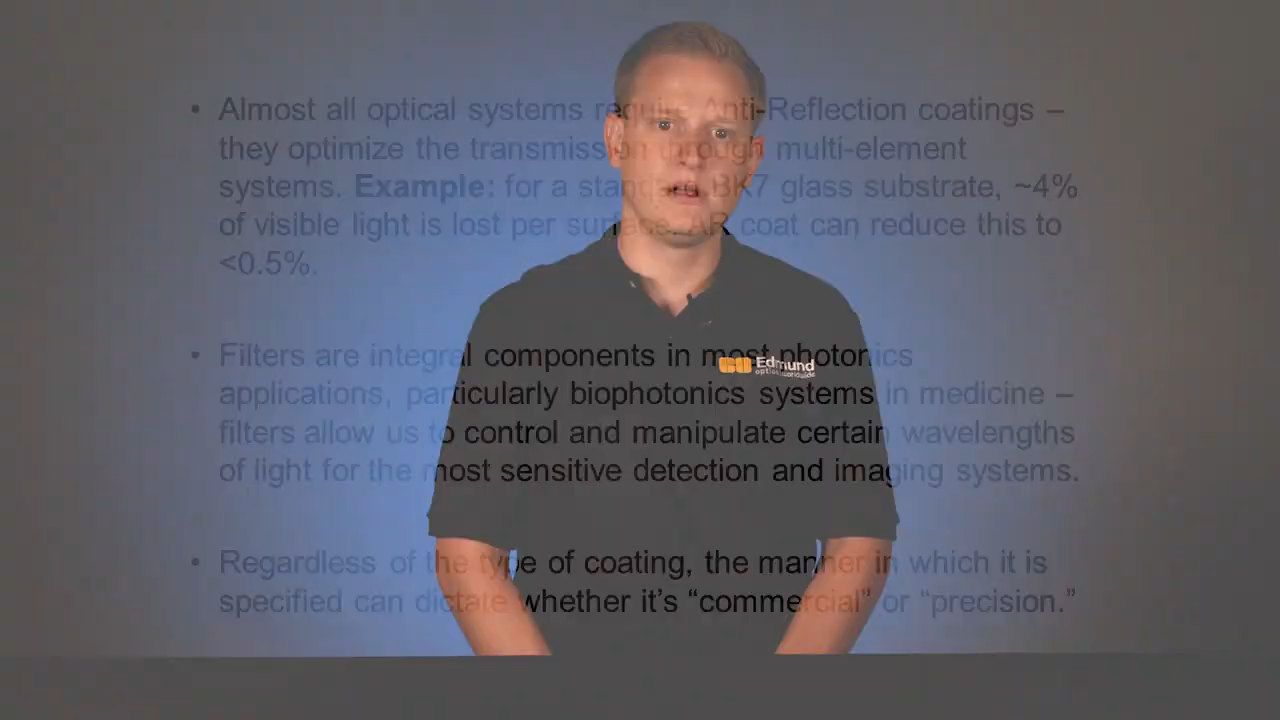 • Almost all optical systems require Anti-Reflection coatings –
they optimize the transmission through multi-element
systems. Example: for a standard BK7 glass substrate, ~4%
of visible light is lost per surface. AR coat can reduce this to
<0.5%.
• Filters are integral components in most photonics
applications, particularly biophotonics systems in medicine –
filters allow us to control and manipulate certain wavelengths
of light for the most sensitive detection and imaging systems.
Edmund
optics worldwide
• Regardless of the type of coating, the manner in which it is
specified can dictate whether it’s “commercial” or “precision.”